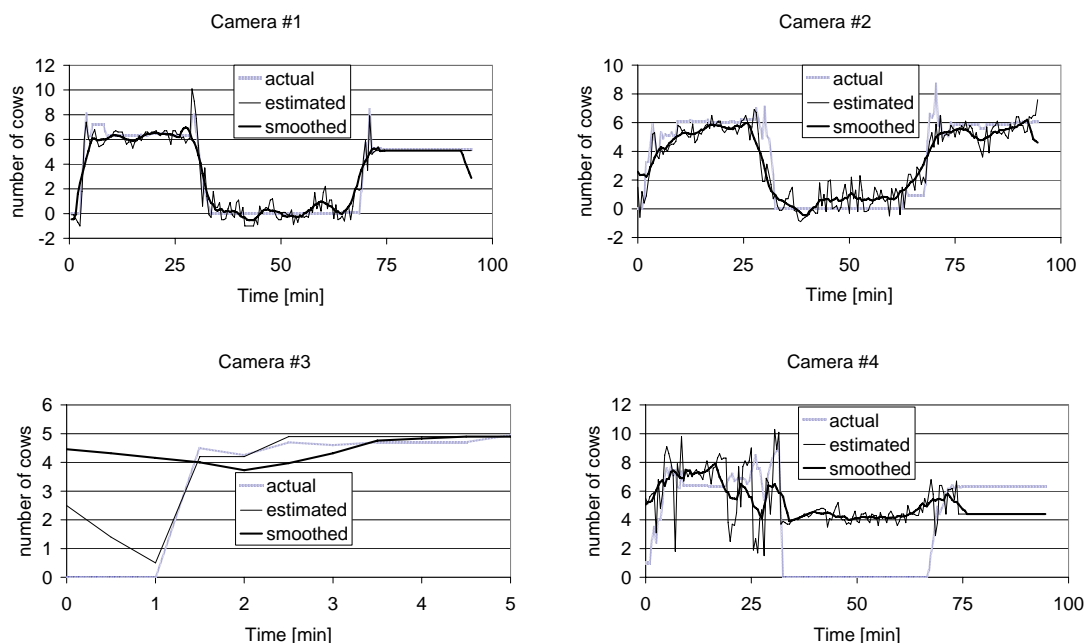 Camera #1
12
10
8
6
4
2
0
-2
number of cows
actual
estimated
smoothed
0 25 50 75 100
Time [min]
Camera #2
10
8
6
4
2
0
-2
number of cows
actual
estimated
smoothed
0 25 50 75 100
Time [min]
Camera #3
6
5
4
3
2
1
0
number of cows
actual
estimated
smoothed
0 1 2 3 4 5
Time [min]
Camera #4
12
10
8
6
4
2
0
number of cows
actual
estimated
smoothed
0 25 50 75 100
Time [min]